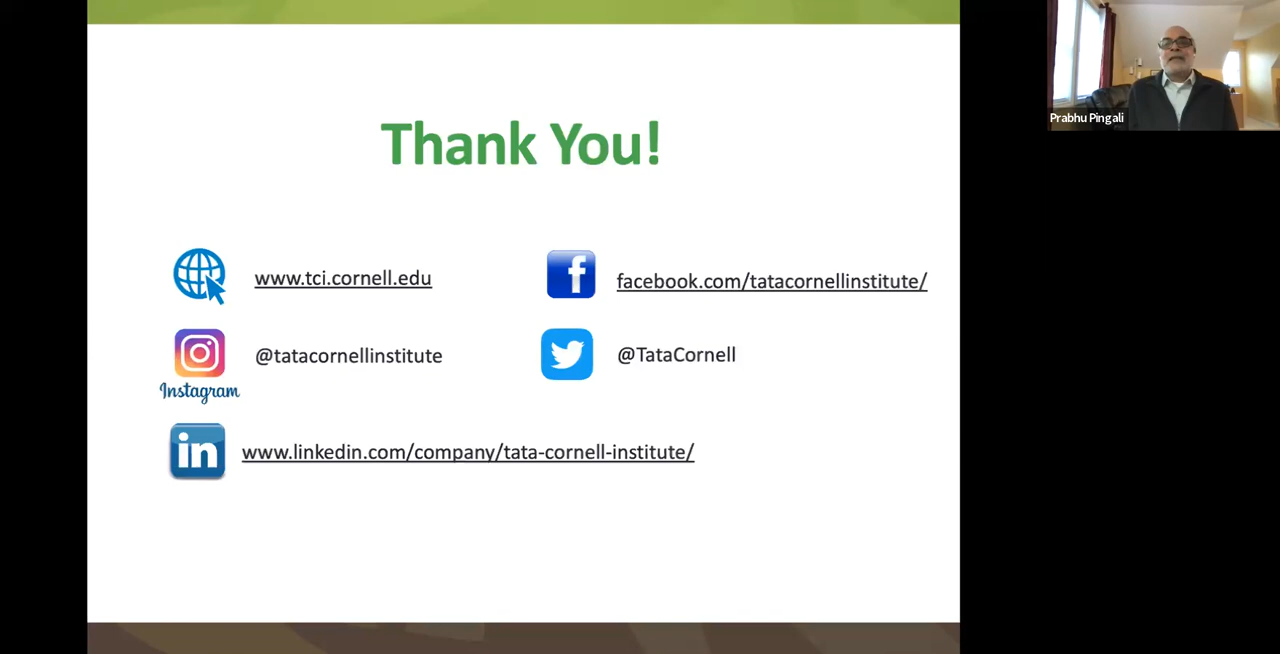 Thank You!
www.tci.cornell.edu
facebook.com/tatacornellinstitute/
@tatacornellinstitute
@TataCornell
Instagram
www.linkedin.com/company/tata-cornell-institute/
Prabhu Pingali